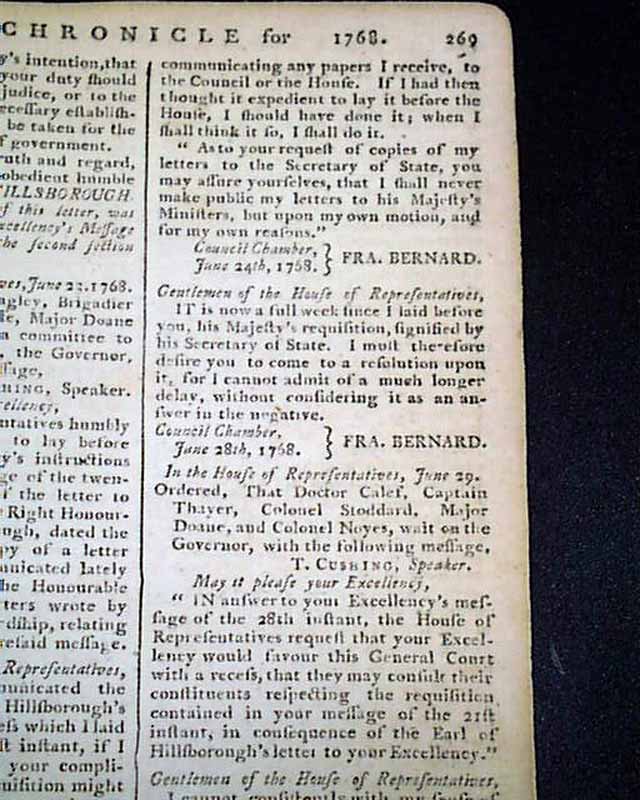 CHRONICLE for 1768. 269
y's intention, that
your duty ſhould
judice, or to the
eceſſary eſtabliſh-
be taken for the
f government.
ruth and regard,
obedient humble
HILLSBOROUGH.
f this letter, was
xcellency's Meſſage
the ſecond ſeſſion
ves, June 22. 1768.
agley, Brigadier
le, Major Doane
a committee to
, the Governor,
ſſage,
HING, Speaker.
cellency,
ntatives humbly
to lay before
y's inſtructions
ge of the twen-
f the letter to
Right Honour-
ugh, dated the
py of a letter
unicated lately
he Honourable
tters wrote by
rdſhip, relating
reſaid meſſage.
Repreſentatives,
unicated the
Hillſborough's
eſs which I laid
ſt inſtant, if I
your compli-
uiſition might
communicating any papers I receive, to
the Council or the Houſe. If I had then
thought it expedient to lay it before the
Houſe, I ſhould have done it; when I
ſhall think it ſo, I ſhall do it.
“ As to your requeſt of copies of my
letters to the Secretary of State, you
may aſſure yourſelves, that I ſhall never
make public my letters to his Majeſty's
Miniſters, but upon my own motion, and
for my own reaſons.”
Council Chamber, } FRA. BERNARD.
June 24th, 1768.
Gentlemen of the Houſe of Repreſentatives,
IT is now a full week ſince I laid before
you, his Majeſty's requiſition, ſignified by
his Secretary of State. I muſt therefore
deſire you to come to a reſolution upon
it, for I cannot admit of a much longer
delay, without conſidering it as an an-
ſwer in the negative.
Council Chamber, } FRA. BERNARD.
June 28th, 1768.
In the Houſe of Repreſentatives, June 29.
Ordered, That Doctor Calef, Captain
Thayer, Colonel Stoddard, Major
Doane, and Colonel Noyes, wait on the
Governor, with the following meſſage,
T. CUSHING, Speaker.
May it pleaſe your Excellency,
“ IN anſwer to your Excellency's meſ-
ſage of the 28th inſtant, the Houſe of
Repreſentatives requeſt that your Excel-
lency would favour this General Court
with a receſs, that they may conſult their
conſtituents reſpecting the requiſition
contained in your meſſage of the 21ſt
inſtant, in conſequence of the Earl of
Hillſborough's letter to your Excellency.”
Gentlemen of the Houſe of Repreſentatives,
I cannot conſiſtently with my